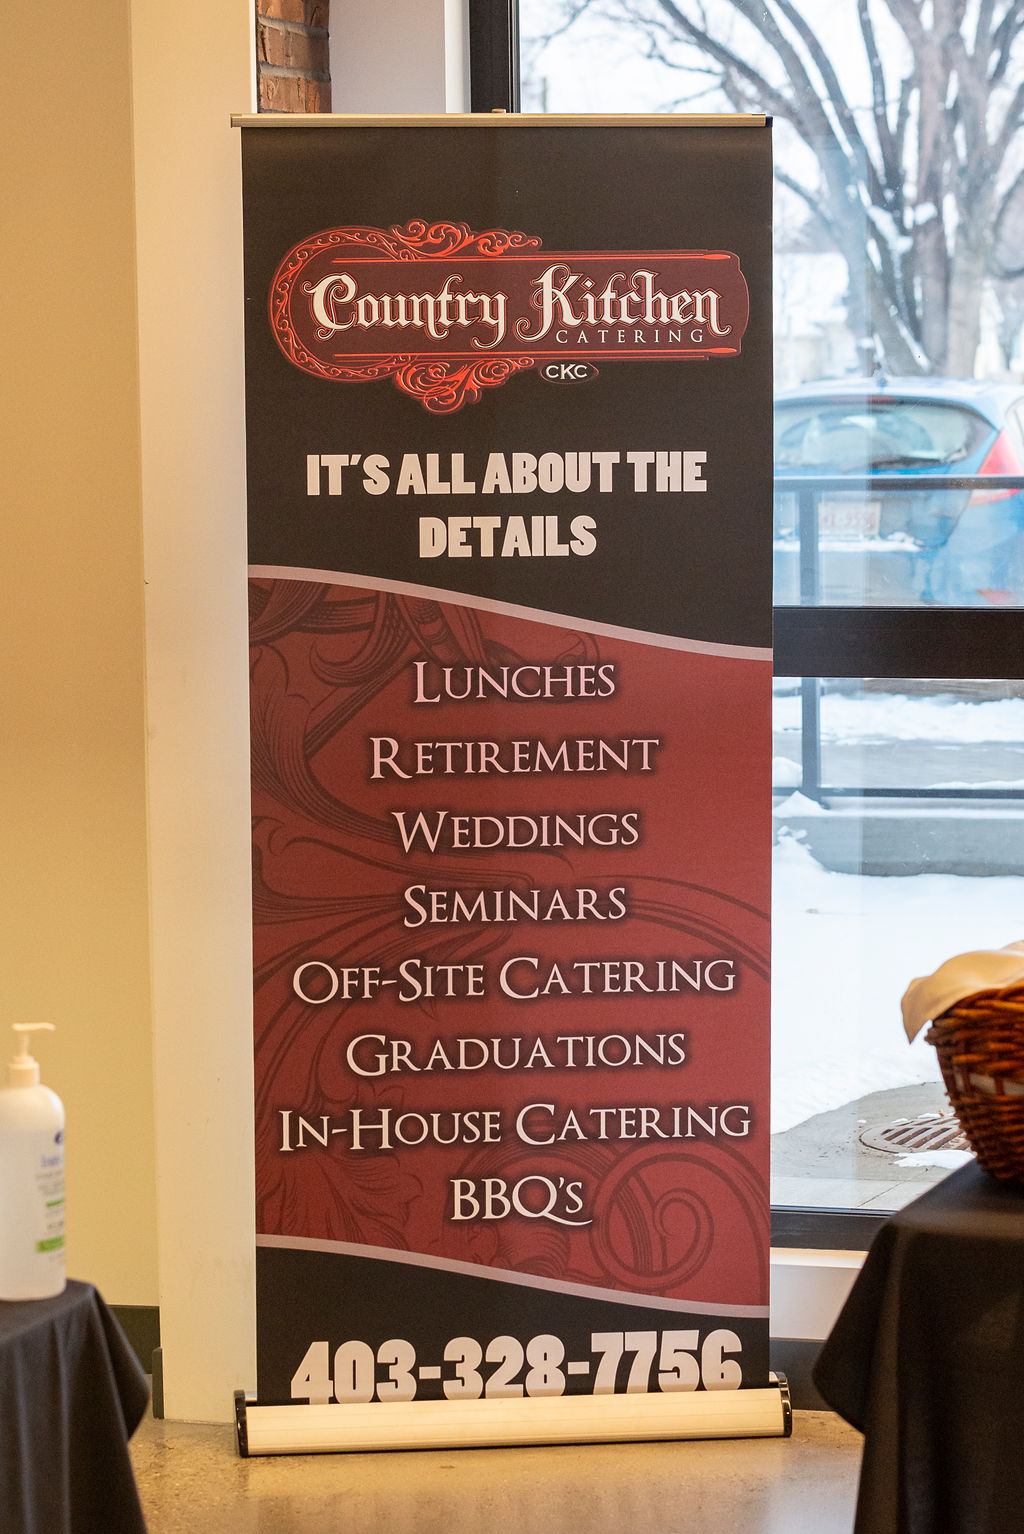 Country Kitchen
CATERING
CKC
IT'S ALL ABOUT THE
DETAILS
LUNCHES
RETIREMENT
WEDDINGS
SEMINARS
OFF-SITE CATERING
GRADUATIONS
IN-HOUSE CATERING
BBQ'S
403-328-7756